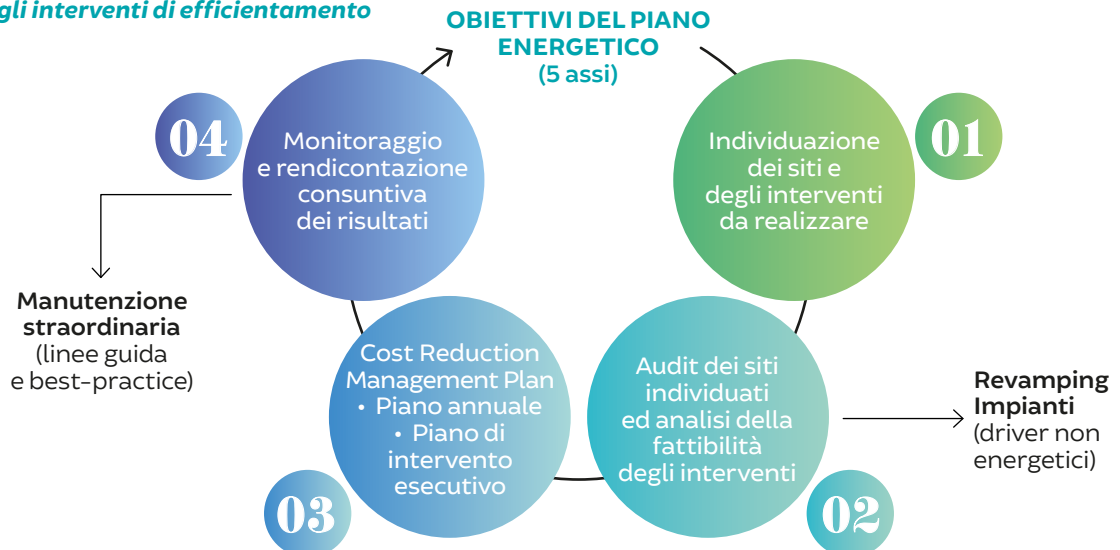 gli interventi di efficientamento
OBIETTIVI DEL PIANO
ENERGETICO
(5 assi)
01
Individuazione
dei siti e
degli interventi
da realizzare
02
Audit dei siti
individuati
ed analisi della
fattibilità
degli interventi
Revamping
Impianti
(driver non
energetici)
03
Cost Reduction
Management Plan
• Piano annuale
• Piano di
intervento
esecutivo
04
Monitoraggio
e rendicontazione
consuntiva
dei risultati
Manutenzione
straordinaria
(linee guida
e best-practice)